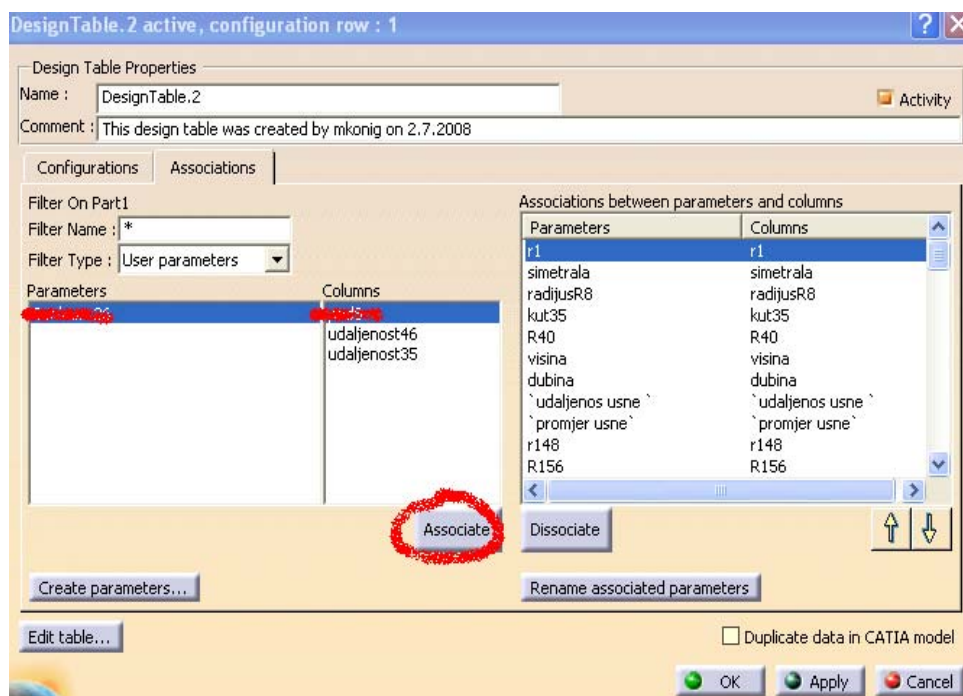 DesignTable.2 active, configuration row : 1
Design Table Properties
Name :
DesignTable.2
Activity
Comment :
This design table was created by mkonig on 2.7.2008
Configurations
Associations
Filter On Part1
Filter Name :
*
Filter Type :
User parameters
Parameters
Columns
udaljenost46
udaljenost35
Associate
Create parameters...
Associations between parameters and columns
Parameters Columns
r1 r1
simetrala simetrala
radijusR8 radijusR8
kut35 kut35
R40 R40
visina visina
dubina dubina
`udaljenos usne ` `udaljenos usne `
`promjer usne` `promjer usne`
r148 r148
R156 R156
Dissociate
Rename associated parameters
Edit table...
Duplicate data in CATIA model
OK
Apply
Cancel